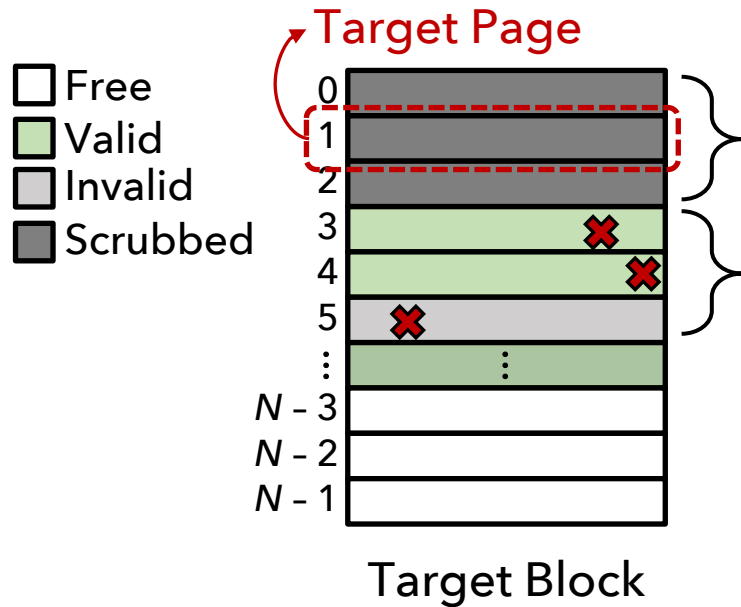 Target Page
Free
Valid
Invalid
Scrubbed
0
1
2
3
4
5
⋮ ⋮
N – 3
N – 2
N – 1
Target Block